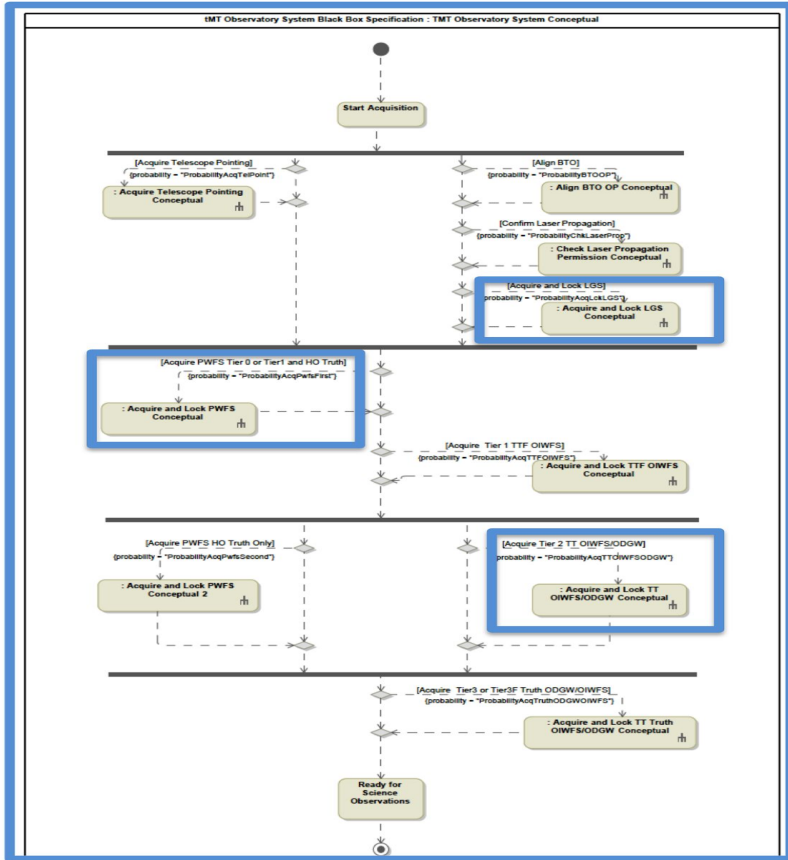 tMT Observatory System Black Box Specification : TMT Observatory System Conceptual
Start Acquisition
[Acquire Telescope Pointing]
{probability = "ProbabilityAcqTelPoint"}
: Acquire Telescope Pointing
Conceptual
[Align BTO]
{probability = "ProbabilityBTOOP"}
: Align BTO OP Conceptual
[Confirm Laser Propagation]
{probability = "ProbabilityChkLaserProp"}
: Check Laser Propagation
Permission Conceptual
[Acquire and Lock LGS]
{probability = "ProbabilityAcqLckLGS"}
: Acquire and Lock LGS
Conceptual
[Acquire PWFS Tier 0 or Tier1 and HO Truth]
{probability = "ProbabilityAcqPwfsFirst"}
: Acquire and Lock PWFS
Conceptual
[Acquire Tier 1 TTF OIWFS]
{probability = "ProbabilityAcqTTFOIWFS"}
: Acquire and Lock TTF OIWFS
Conceptual
[Acquire PWFS HO Truth Only]
{probability = "ProbabilityAcqPwfsSecond"}
: Acquire and Lock PWFS
Conceptual 2
[Acquire Tier 2 TT OIWFS/ODGW]
probability = "ProbabilityAcqTTOIWFSODGW"}
: Acquire and Lock TT
OIWFS/ODGW Conceptual
[Acquire Tier3 or Tier3F Truth ODGW/OIWFS]
{probability = "ProbabilityAcqTruthODGWOIWFS"}
: Acquire and Lock TT Truth
OIWFS/ODGW Conceptual
Ready for
Science
Observations